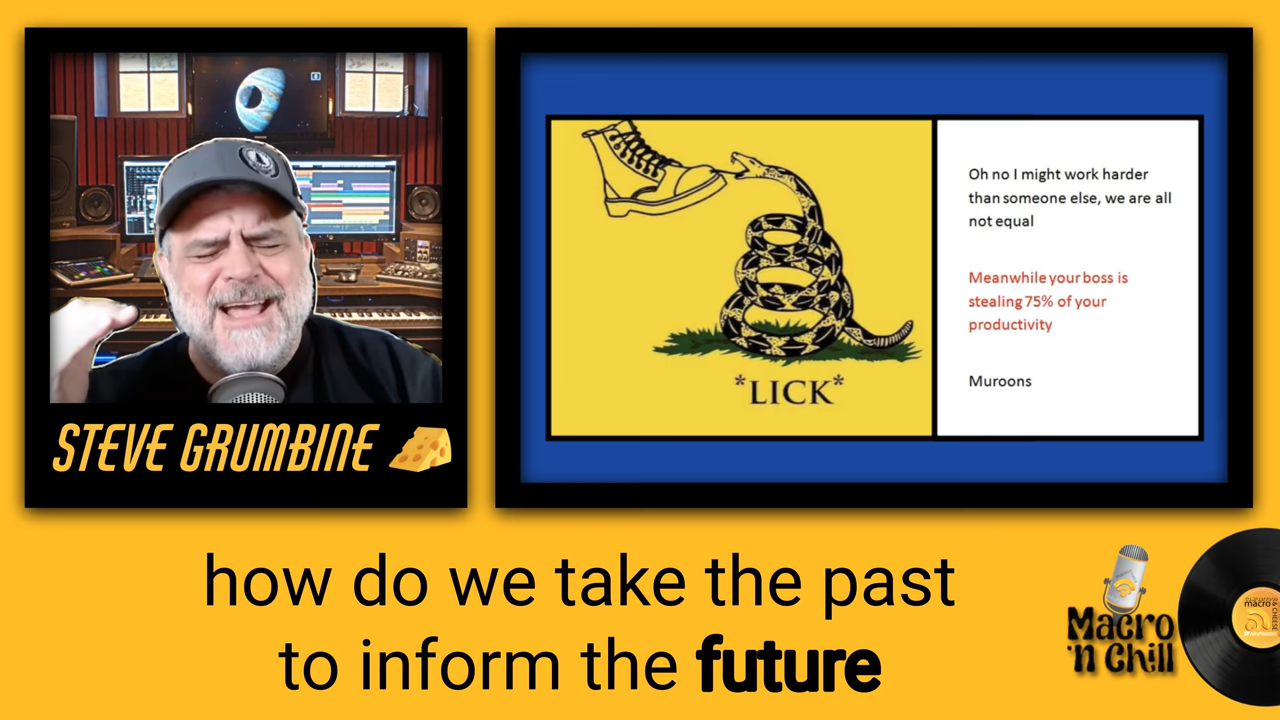 STEVE GRUMBINE
*LICK*
Oh no I might work harder
than someone else, we are all
not equal
Meanwhile your boss is
stealing 75% of your
productivity
Muroons
how do we take the past
to inform the future
Macro
'N Chill
macro